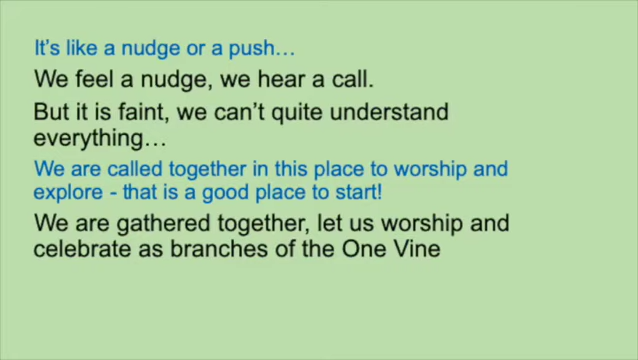 It's like a nudge or a push…
We feel a nudge, we hear a call.
But it is faint, we can't quite understand
everything…
We are called together in this place to worship and
explore - that is a good place to start!
We are gathered together, let us worship and
celebrate as branches of the One Vine